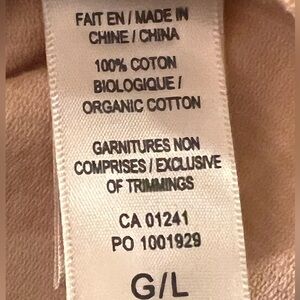 FAIT EN / MADE IN
CHINE / CHINA
100% COTON
BIOLOGIQUE /
ORGANIC COTTON
GARNITURES NON
COMPRISES / EXCLUSIVE
OF TRIMMINGS
CA 01241
PO 1001929
G/L